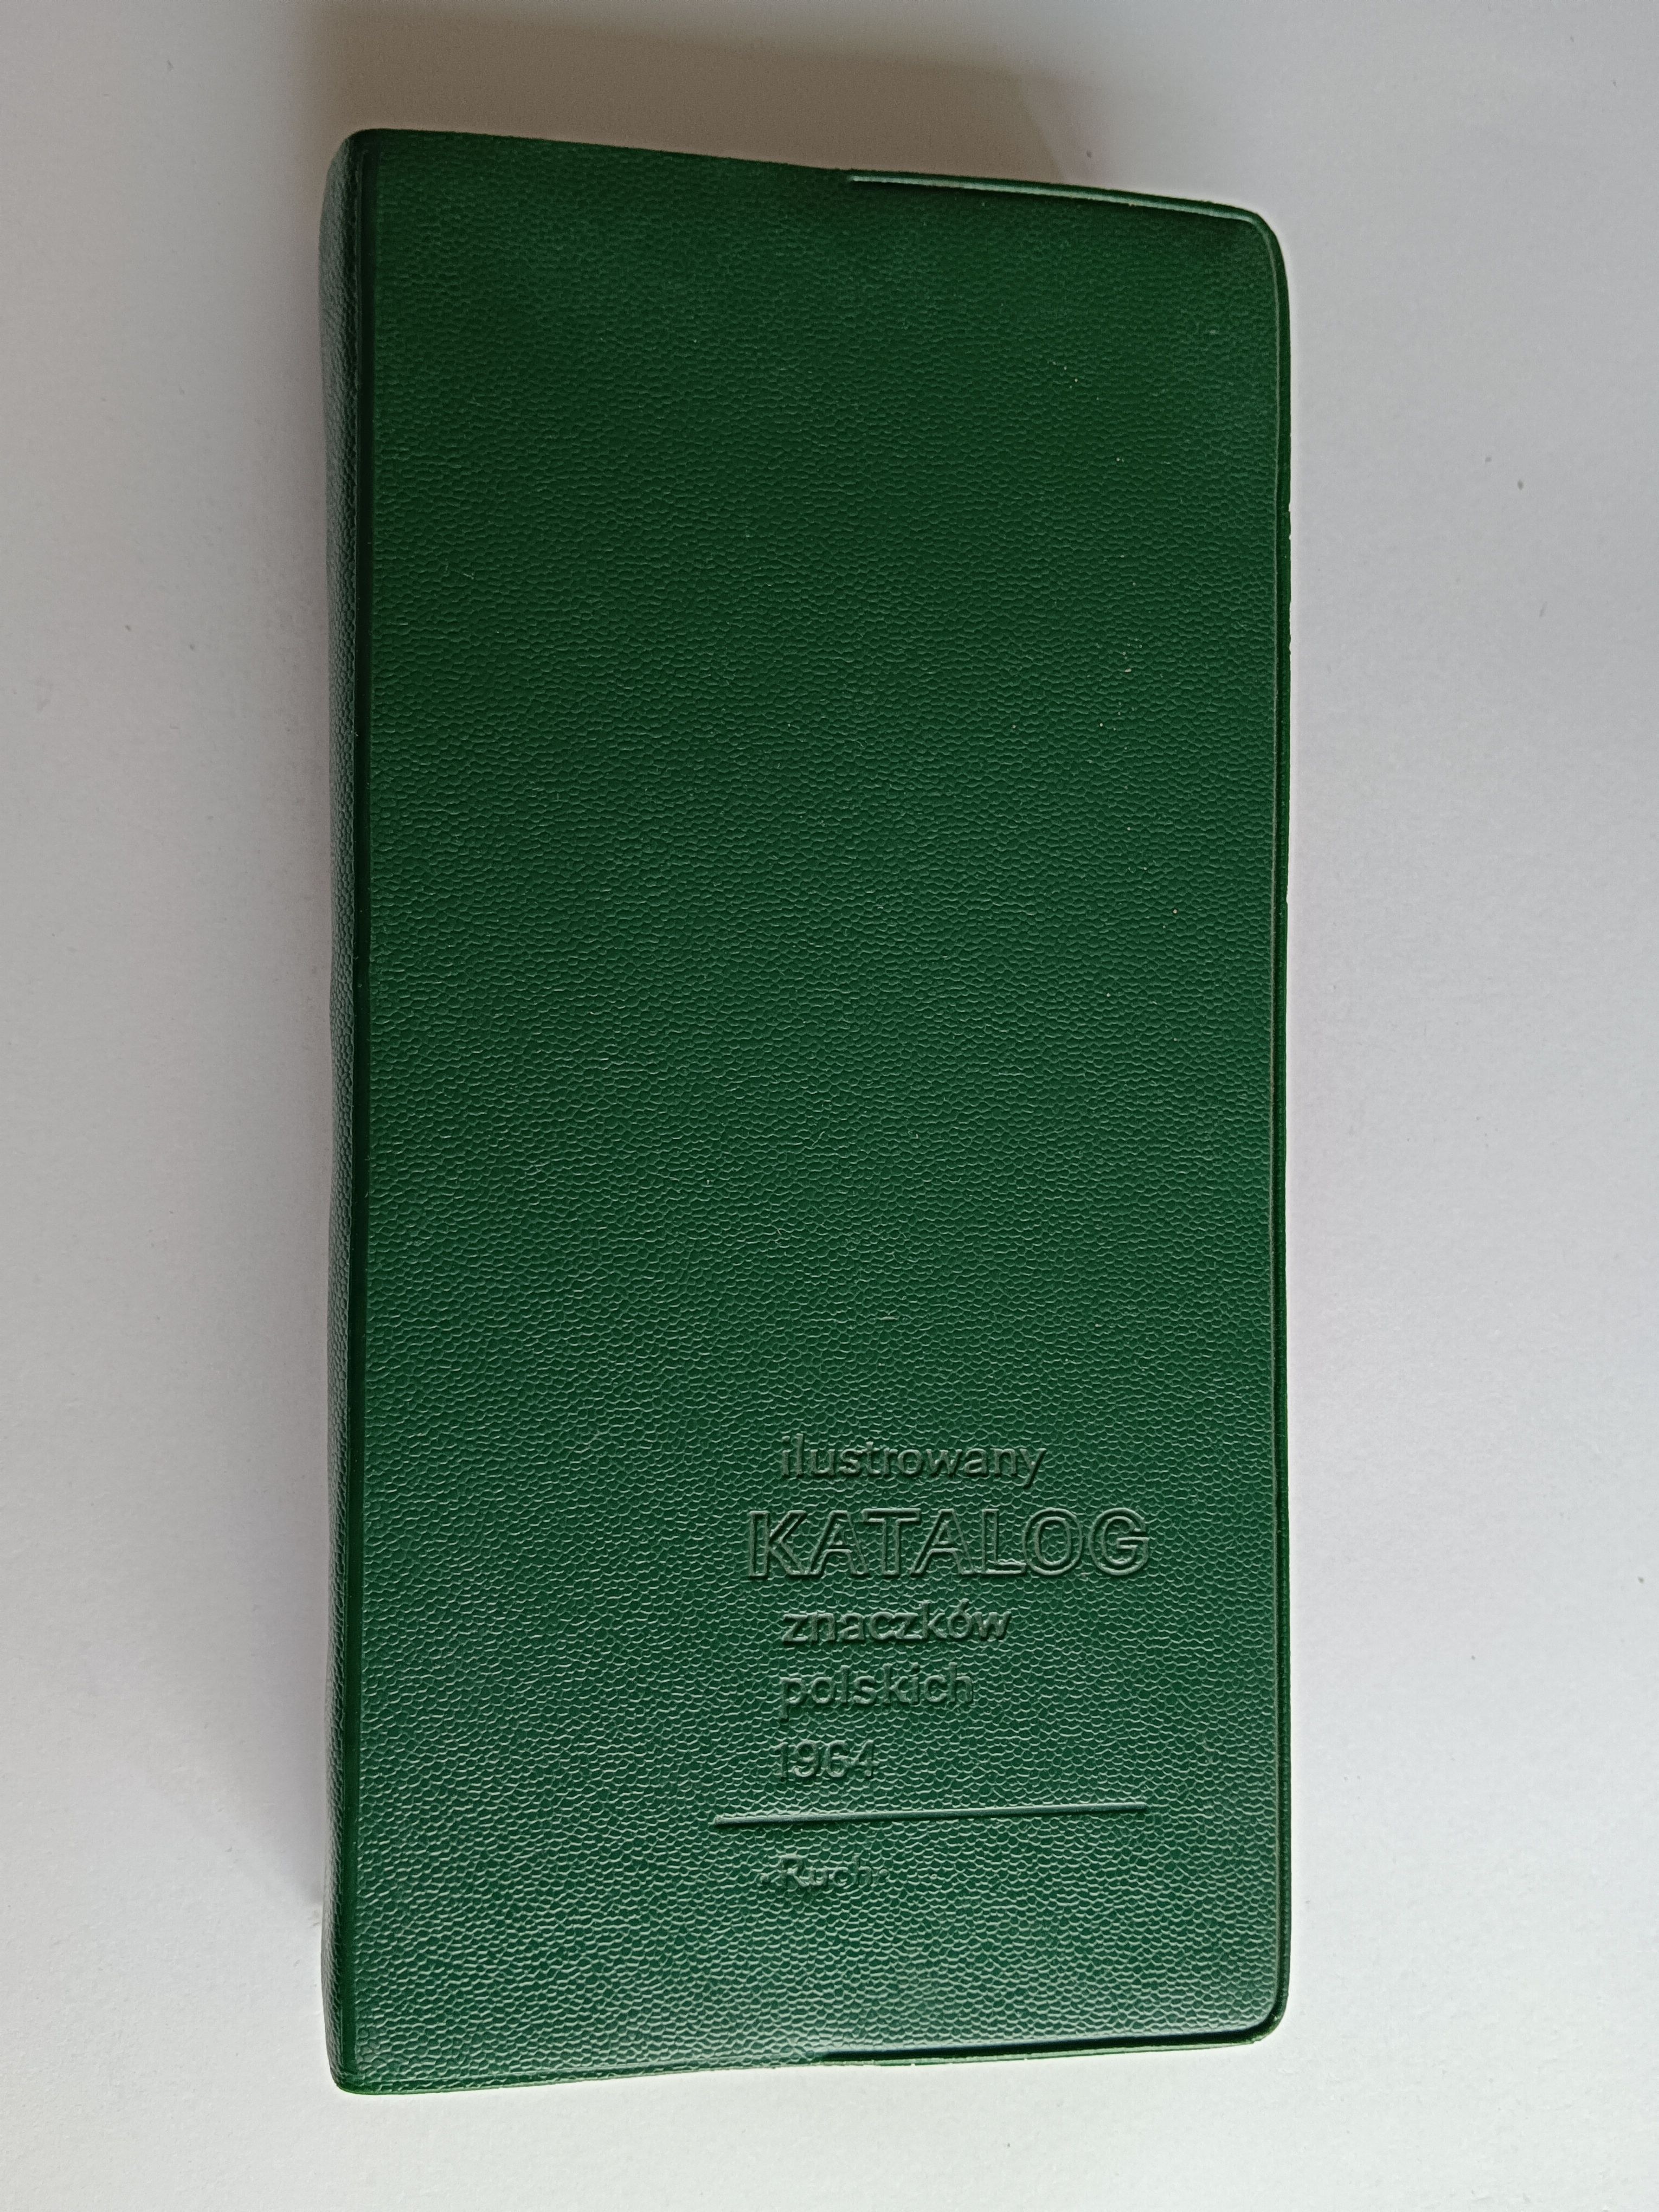 ilustrowany
KATALOG
znaczków
polskich
1964
„Ruch”